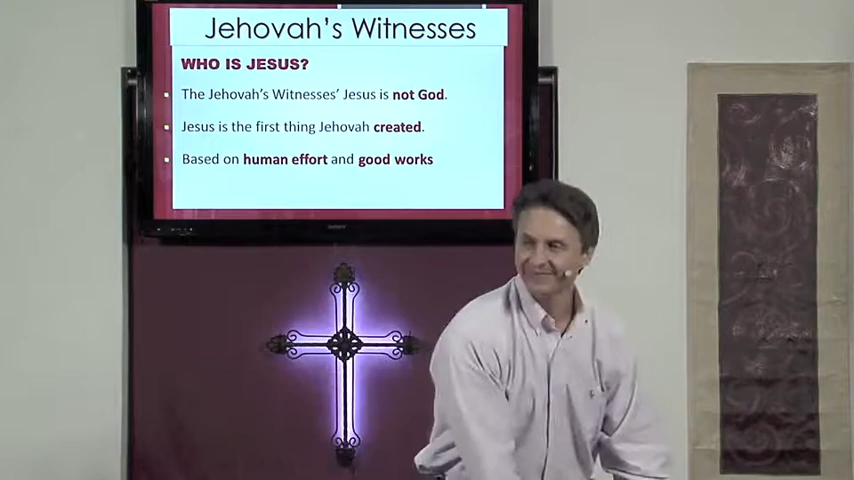 Jehovah's Witnesses
WHO IS JESUS?
The Jehovah's Witnesses' Jesus is not God.
Jesus is the first thing Jehovah created.
Based on human effort and good works